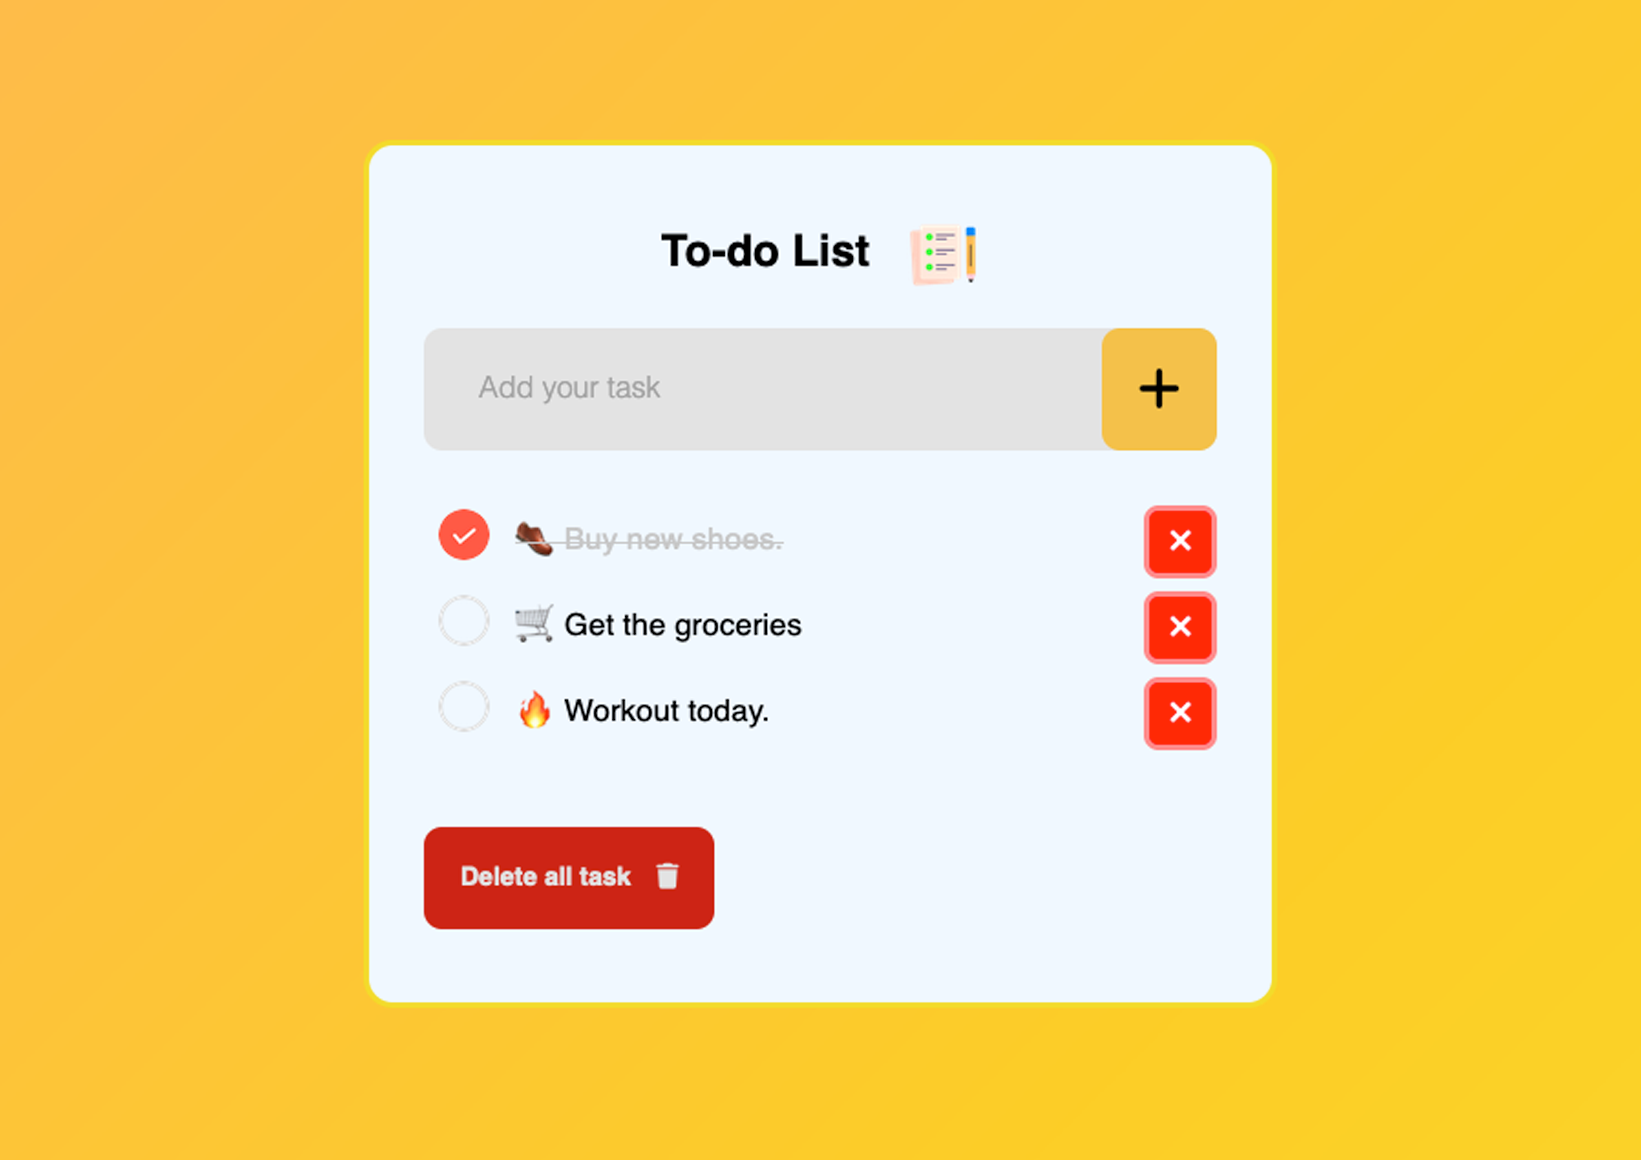 To-do List
Add your task
Buy new shoes.
Get the groceries
Workout today.
Delete all task